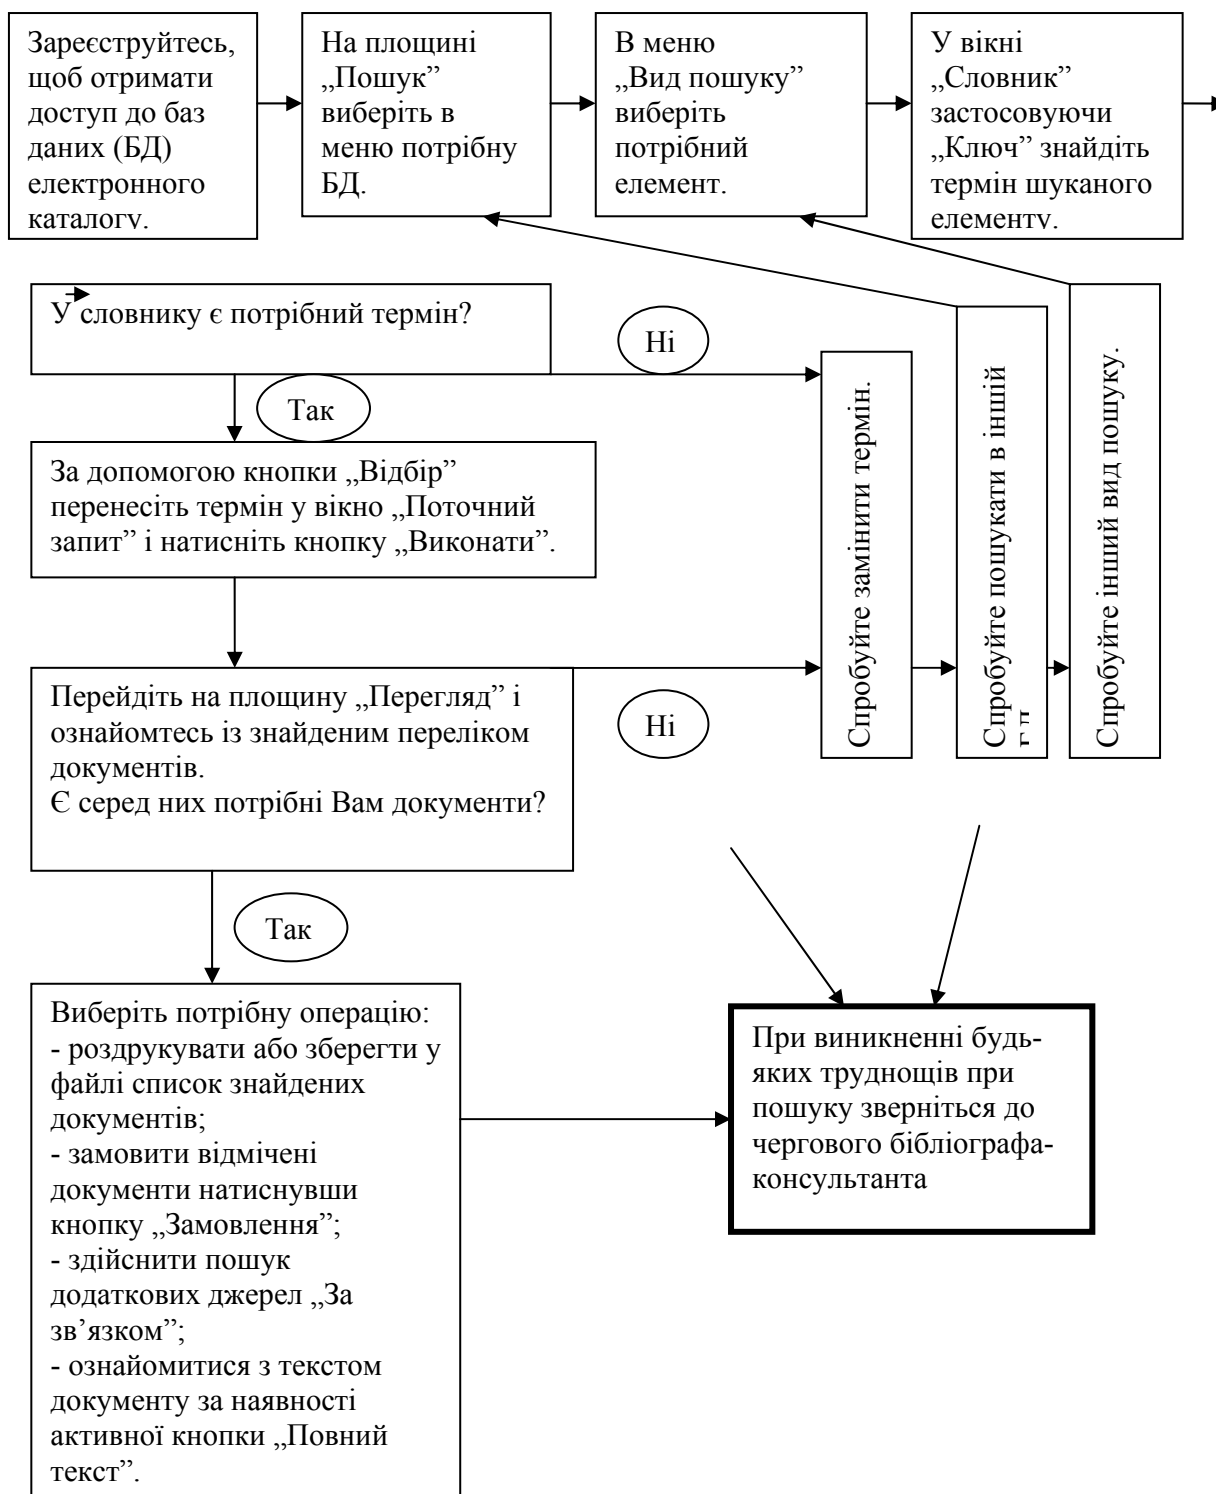 Зареєструйтесь,
щоб отримати
доступ до баз
даних (БД)
електронного
каталогу.
На площині
„Пошук”
виберіть в
меню потрібну
БД.
В меню
„Вид пошуку”
виберіть
потрібний
елемент.
У вікні
„Словник”
застосовуючи
„Ключ” знайдіть
термін шуканого
елементу.
У словнику є потрібний термін?
Ні
Так
За допомогою кнопки „Відбір”
перенесіть термін у вікно „Поточний
запит” і натисніть кнопку „Виконати”.
Перейдіть на площину „Перегляд” і
ознайомтесь із знайденим переліком
документів.
Є серед них потрібні Вам документи?
Ні
Так
Спробуйте замінити термін.
Спробуйте пошукати в іншій
Спробуйте інший вид пошуку.
Виберіть потрібну операцію:
- роздрукувати або зберегти у
файлі список знайдених
документів;
- замовити відмічені
документи натиснувши
кнопку „Замовлення”;
- здійснити пошук
додаткових джерел „За
зв’язком”;
- ознайомитися з текстом
документу за наявності
активної кнопки „Повний
текст”.
При виникненні будь-
яких труднощів при
пошуку зверніться до
чергового бібліографа-
консультанта